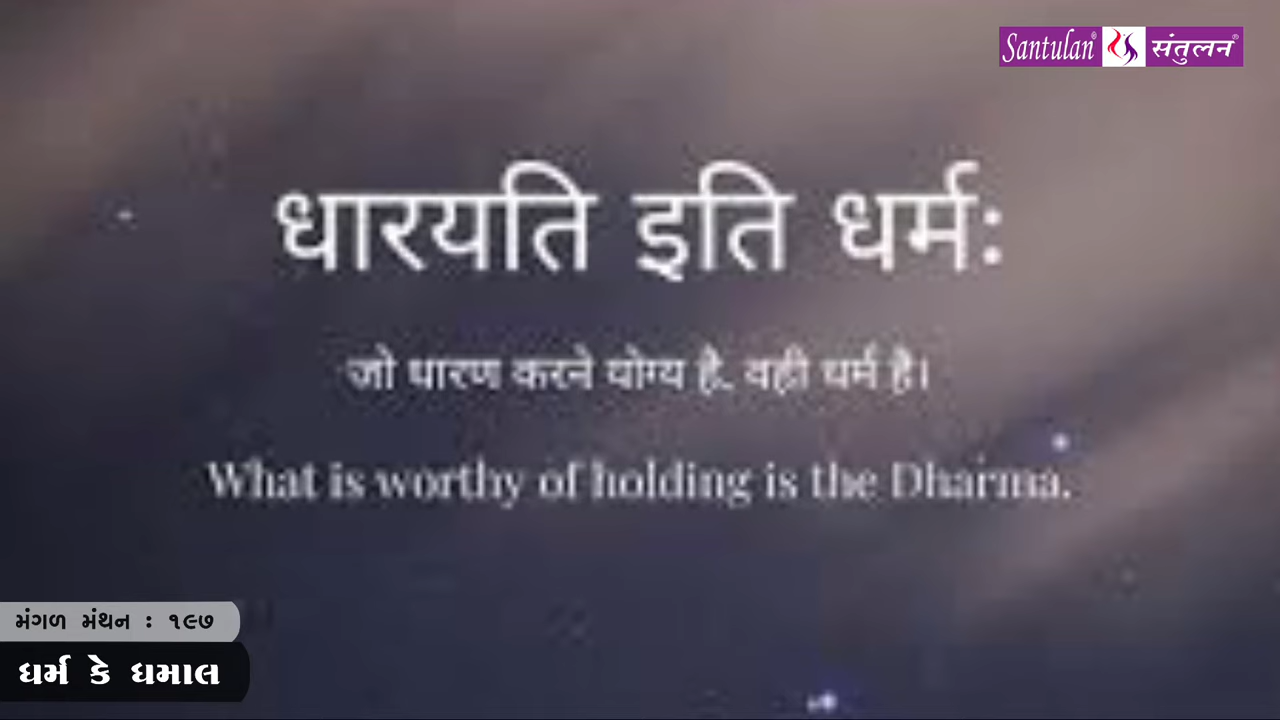 Santulan® संतुलन®
धारयति इति धर्मः
जो धारण करने योग्य है, वही धर्म है।
What is worthy of holding is the Dharma.
મંગળ મંથન : ૧૯૭
ધર્મ કે ધમાલ